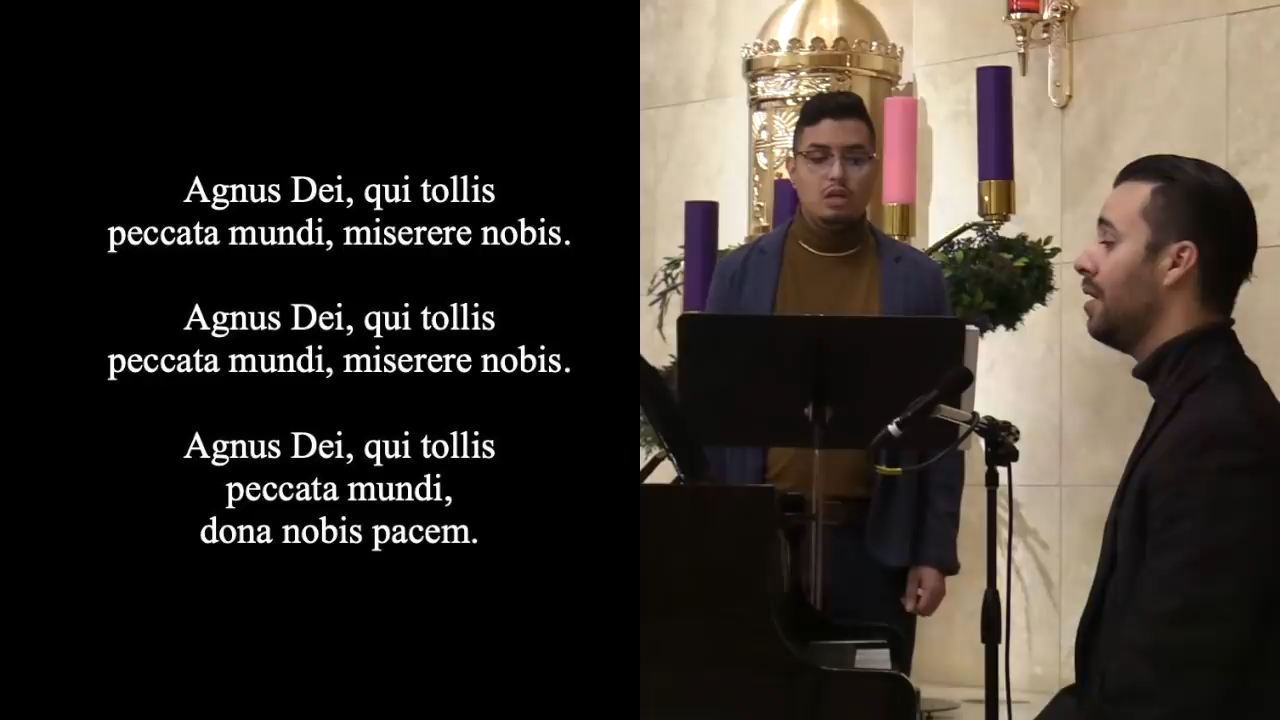 Agnus Dei, qui tollis
peccata mundi, miserere nobis.
Agnus Dei, qui tollis
peccata mundi, miserere nobis.
Agnus Dei, qui tollis
peccata mundi,
dona nobis pacem.